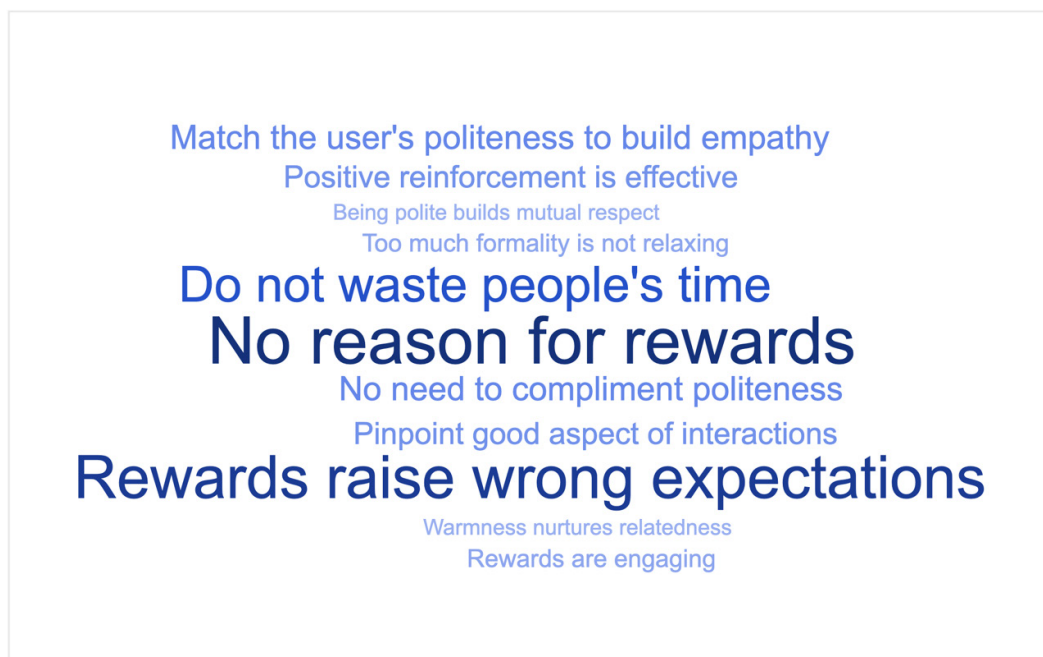 Match the user's politeness to build empathy
Positive reinforcement is effective
Being polite builds mutual respect
Too much formality is not relaxing
Do not waste people's time
No reason for rewards
No need to compliment politeness
Pinpoint good aspect of interactions
Rewards raise wrong expectations
Warmness nurtures relatedness
Rewards are engaging